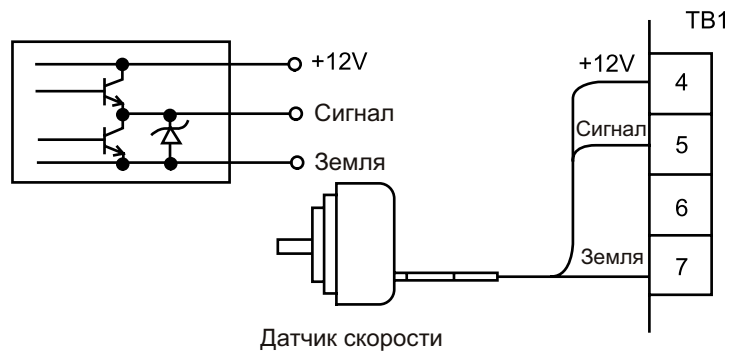 TB1
+12V
Сигнал
Земля
+12V
4
Сигнал
5
6
Земля
7
Датчик скорости